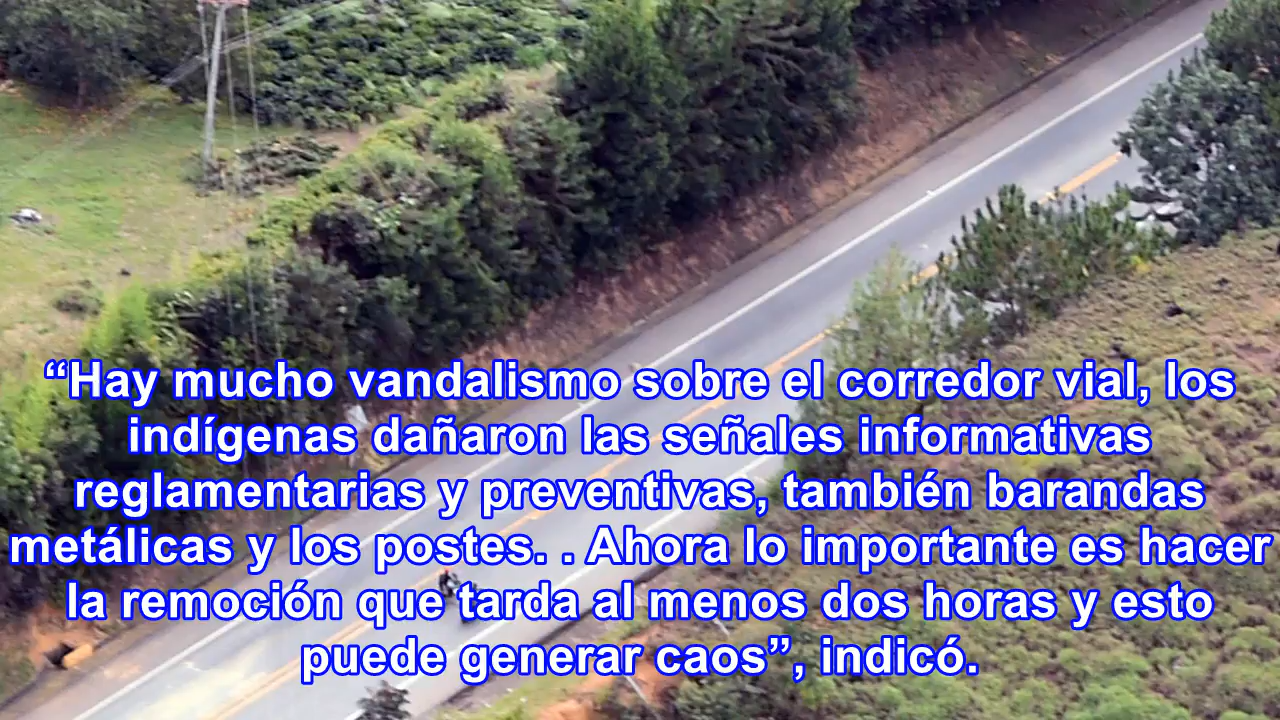 “Hay mucho vandalismo sobre el corredor vial, los
indígenas dañaron las señales informativas
reglamentarias y preventivas, también barandas
metálicas y los postes. . Ahora lo importante es hacer
la remoción que tarda al menos dos horas y esto
puede generar caos”, indicó.